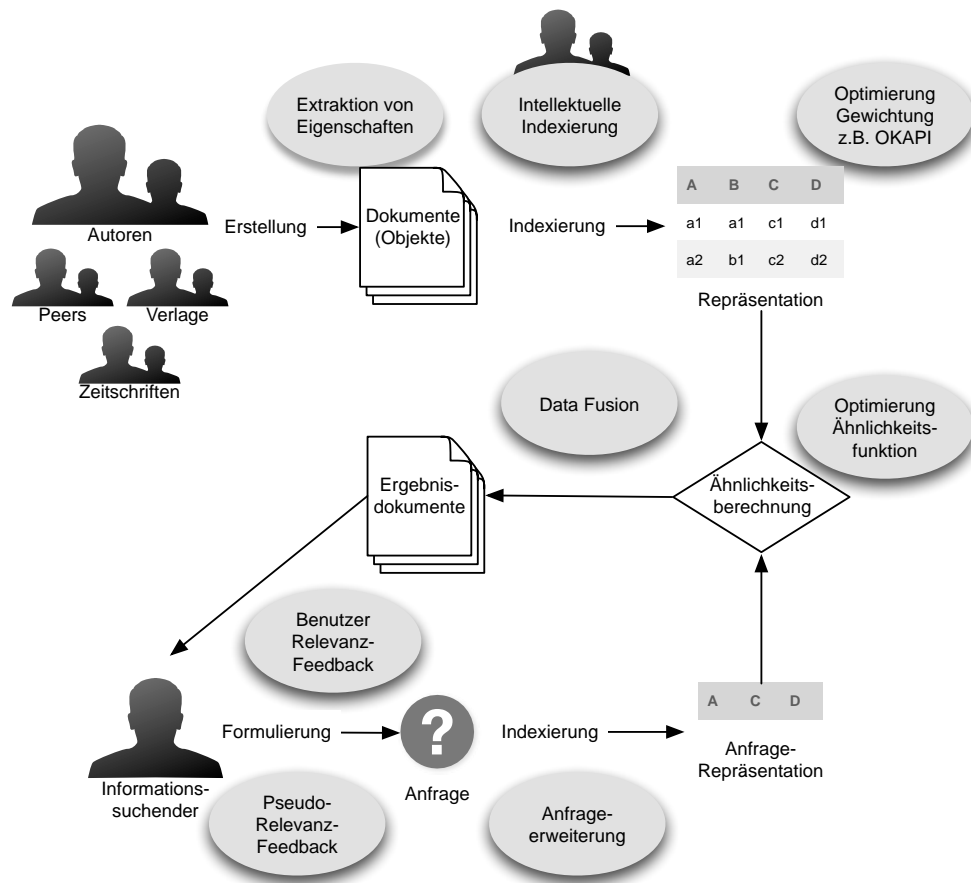 Extraktion von
Eigenschaften
Intellektuelle
Indexierung
Optimierung
Gewichtung
z.B. OKAPI
Autoren
Peers
Verlage
Zeitschriften
Erstellung
Dokumente
(Objekte)
Indexierung
A B C D
a1 a1 c1 d1
a2 b1 c2 d2
Repräsentation
Data Fusion
Optimierung
Ähnlichkeits-
funktion
Ähnlichkeits-
berechnung
Ergebnis-
dokumente
Benutzer
Relevanz-
Feedback
Informations-
suchender
Formulierung
?
Anfrage
Indexierung
A C D
Anfrage-
Repräsentation
Pseudo-
Relevanz-
Feedback
Anfrage-
erweiterung